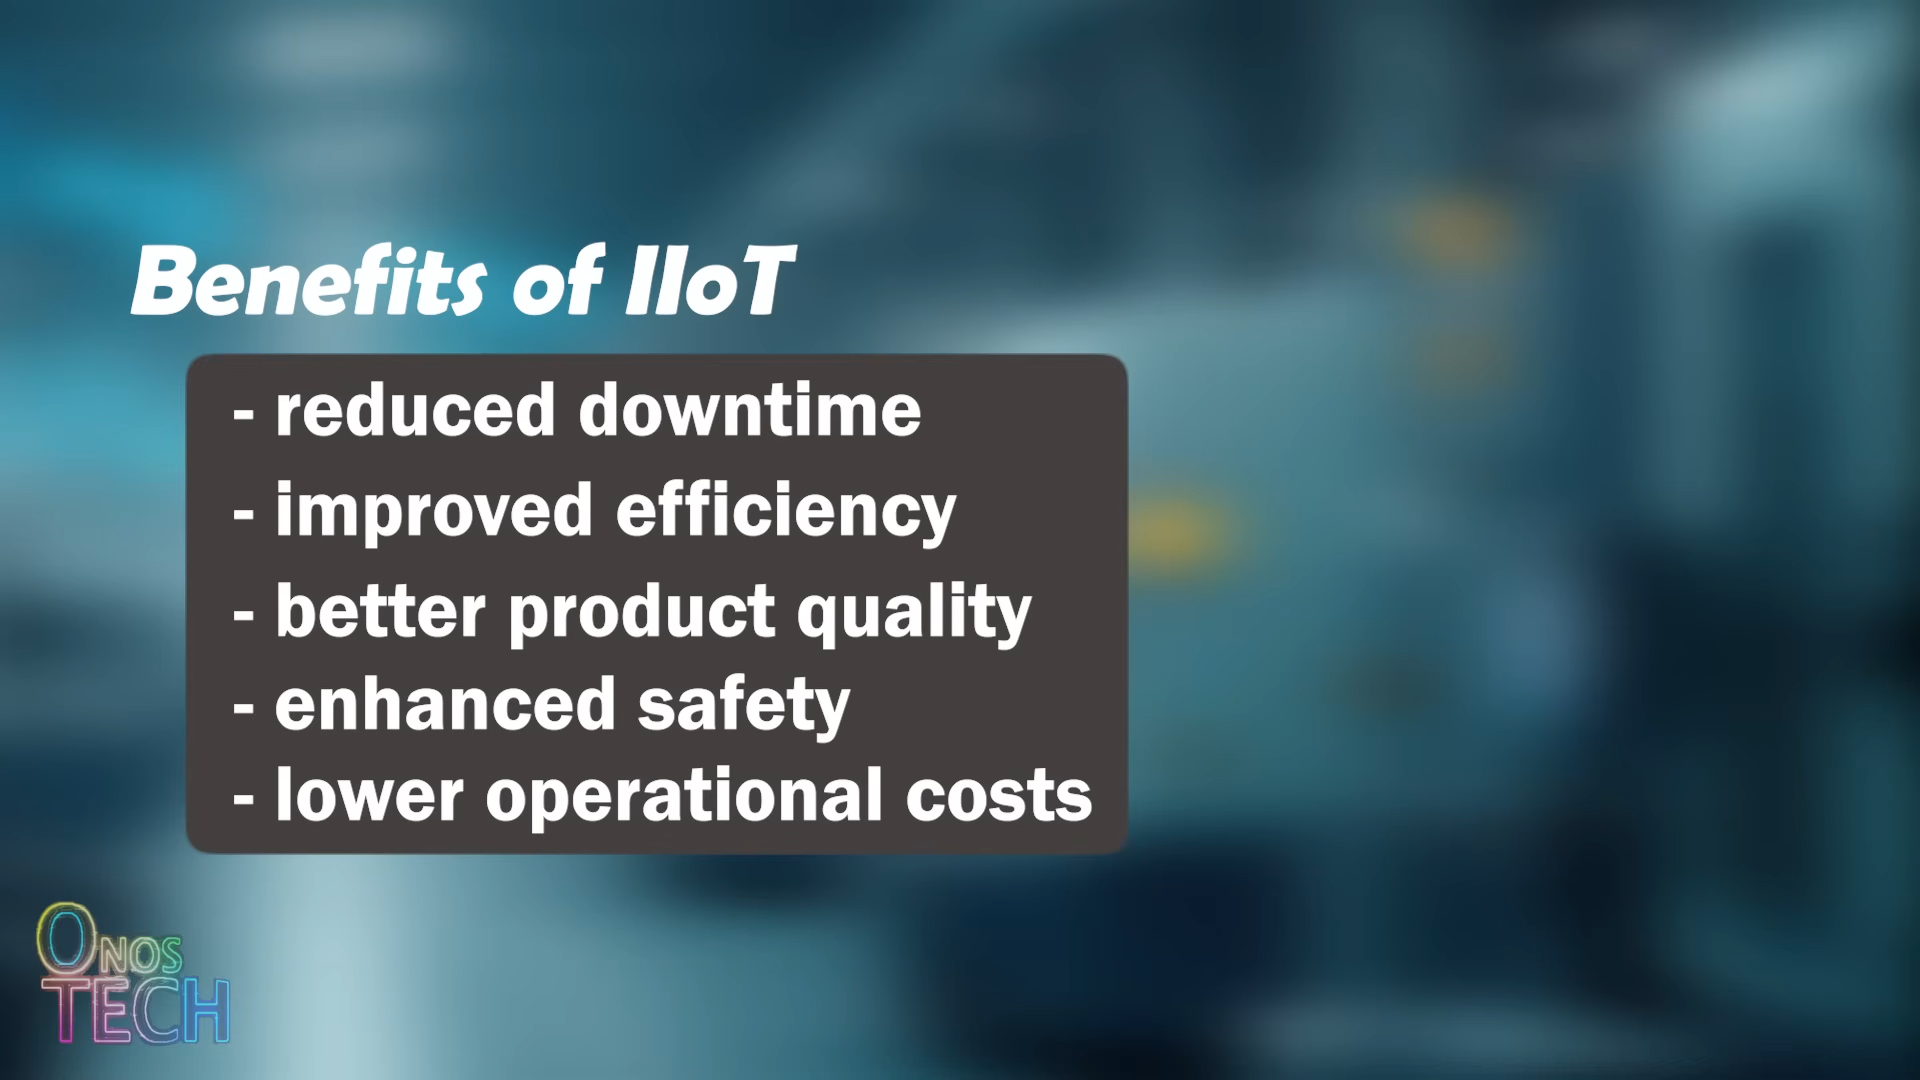 Benefits of IIoT
- reduced downtime
- improved efficiency
- better product quality
- enhanced safety
- lower operational costs
ONOS
TECH